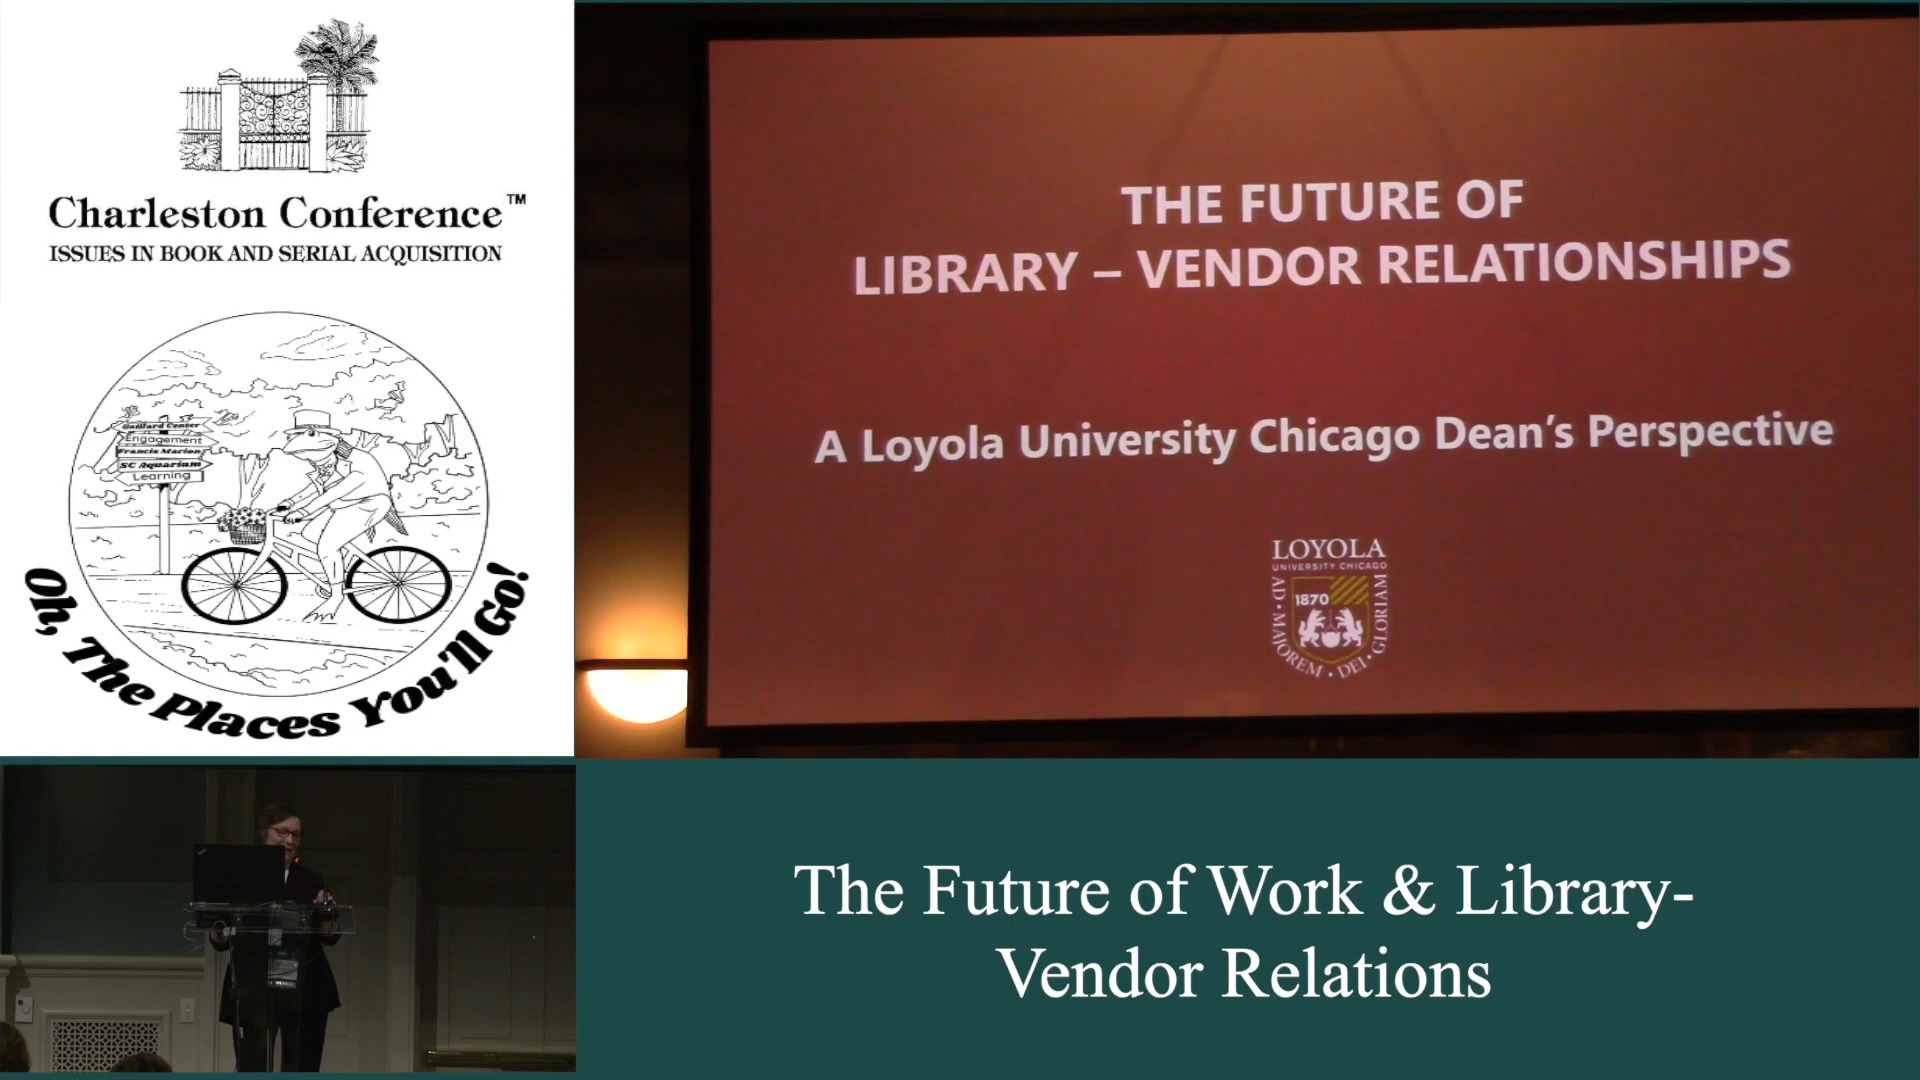 Charleston Conference™
ISSUES IN BOOK AND SERIAL ACQUISITION
Gaillard Center
Engagement
Francis Marion
SC Aquarium
Learning
Oh, The Places You'll Go!
THE FUTURE OF
LIBRARY – VENDOR RELATIONSHIPS
A Loyola University Chicago Dean's Perspective
LOYOLA
UNIVERSITY CHICAGO
1870
AD • MAJOREM • DEI • GLORIAM
The Future of Work & Library-
Vendor Relations